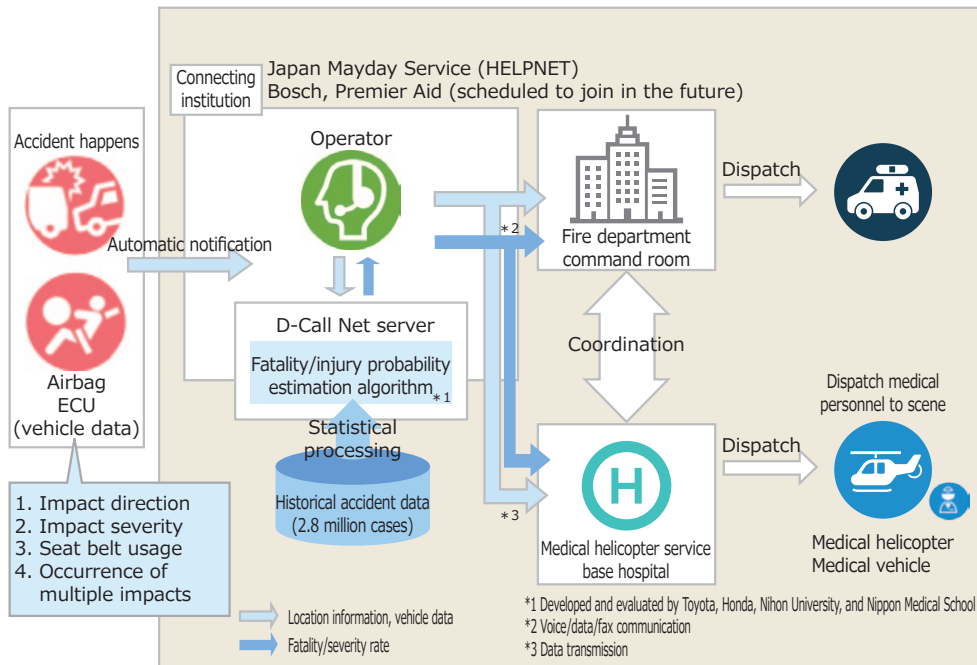 Connecting
institution
Japan Mayday Service (HELPNET)
Bosch, Premier Aid (scheduled to join in the future)
Accident happens
Airbag
ECU
(vehicle data)
1. Impact direction
2. Impact severity
3. Seat belt usage
4. Occurrence of
multiple impacts
Automatic notification
Operator
D-Call Net server
Fatality/injury probability
estimation algorithm*1
Statistical
processing
Historical accident data
(2.8 million cases)
*2
*3
Fire department
command room
Dispatch
Coordination
H
Medical helicopter service
base hospital
Dispatch
Dispatch medical
personnel to scene
Medical helicopter
Medical vehicle
Location information, vehicle data
Fatality/severity rate
*1 Developed and evaluated by Toyota, Honda, Nihon University, and Nippon Medical School
*2 Voice/data/fax communication
*3 Data transmission